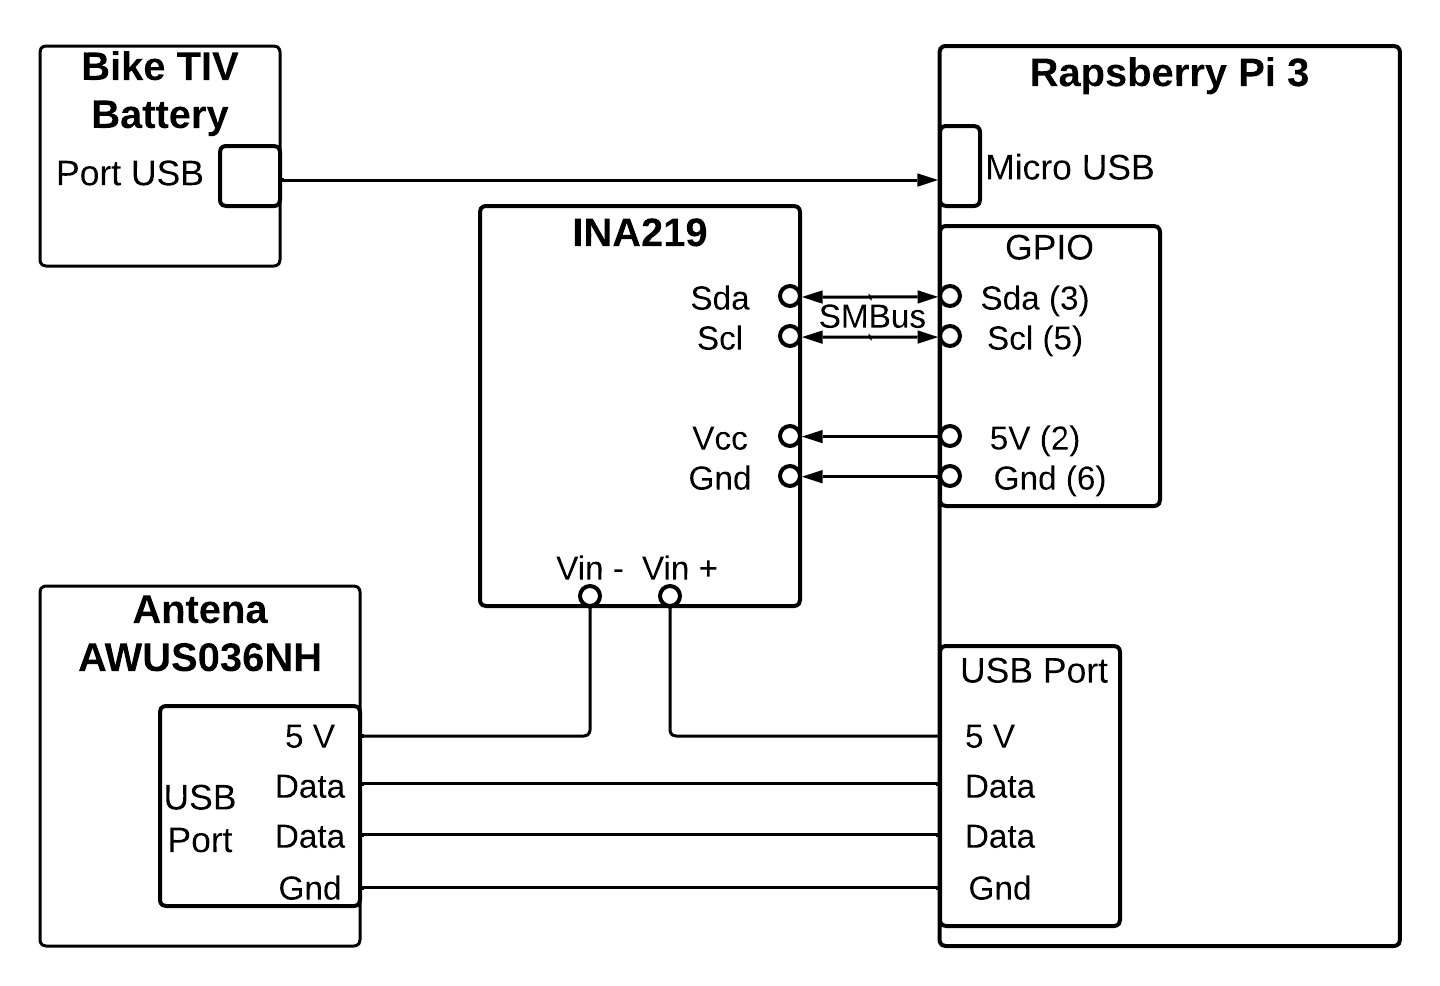 Bike TIV
Battery
Port USB
Rapsberry Pi 3
Micro USB
INA219
Sda
Scl
Vcc
Gnd
Vin - Vin +
SMBus
GPIO
Sda (3)
Scl (5)
5V (2)
Gnd (6)
Antena
AWUS036NH
USB
Port
5 V
Data
Data
Gnd
USB Port
5 V
Data
Data
Gnd